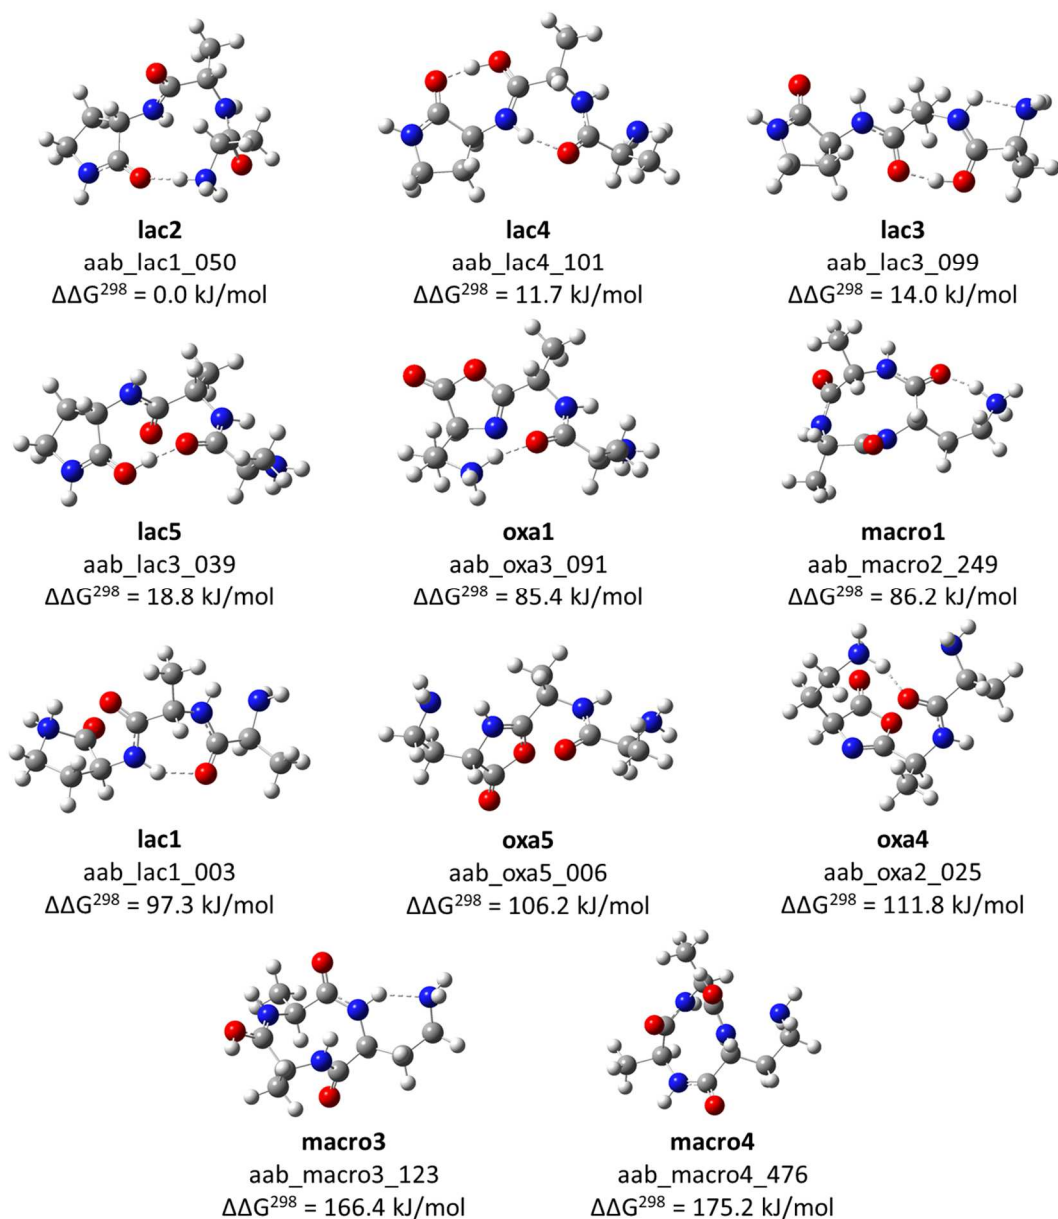 lac2
aab_lac1_050
ΔΔG²⁹⁸ = 0.0 kJ/mol
lac4
aab_lac4_101
ΔΔG²⁹⁸ = 11.7 kJ/mol
lac3
aab_lac3_099
ΔΔG²⁹⁸ = 14.0 kJ/mol
lac5
aab_lac3_039
ΔΔG²⁹⁸ = 18.8 kJ/mol
oxa1
aab_oxa3_091
ΔΔG²⁹⁸ = 85.4 kJ/mol
macro1
aab_macro2_249
ΔΔG²⁹⁸ = 86.2 kJ/mol
lac1
aab_lac1_003
ΔΔG²⁹⁸ = 97.3 kJ/mol
oxa5
aab_oxa5_006
ΔΔG²⁹⁸ = 106.2 kJ/mol
oxa4
aab_oxa2_025
ΔΔG²⁹⁸ = 111.8 kJ/mol
macro3
aab_macro3_123
ΔΔG²⁹⁸ = 166.4 kJ/mol
macro4
aab_macro4_476
ΔΔG²⁹⁸ = 175.2 kJ/mol